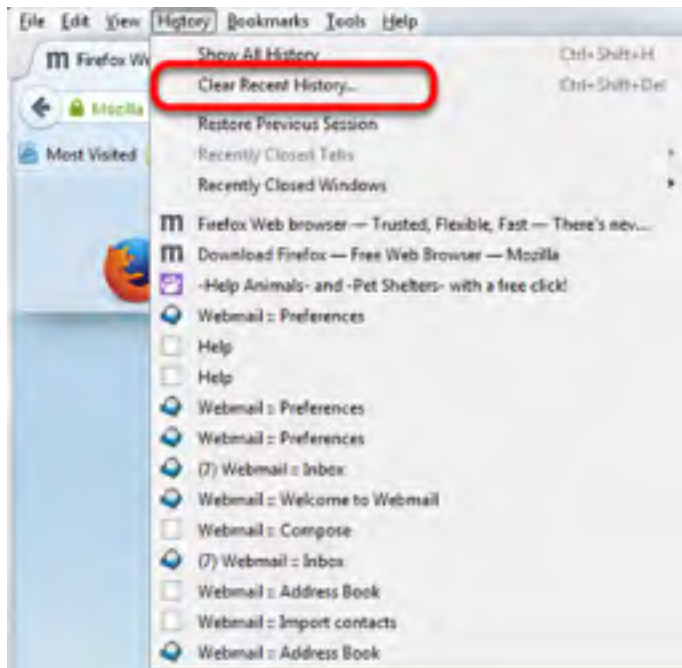 File Edit View History Bookmarks Tools Help
Firefox We
Show All History Ctrl+Shift+H
Clear Recent History... Ctrl+Shift+Del
Mozilla
Restore Previous Session
Most Visited
Recently Closed Tabs
Recently Closed Windows
Firefox Web browser — Trusted, Flexible, Fast — There's nev...
Download Firefox — Free Web Browser — Mozilla
-Help Animals- and -Pet Shelters- with a free click!
Webmail :: Preferences
Help
Help
Webmail :: Preferences
Webmail :: Preferences
(7) Webmail :: Inbox
Webmail :: Welcome to Webmail
Webmail :: Compose
(7) Webmail :: Inbox
Webmail :: Address Book
Webmail :: Import contacts
Webmail :: Address Book